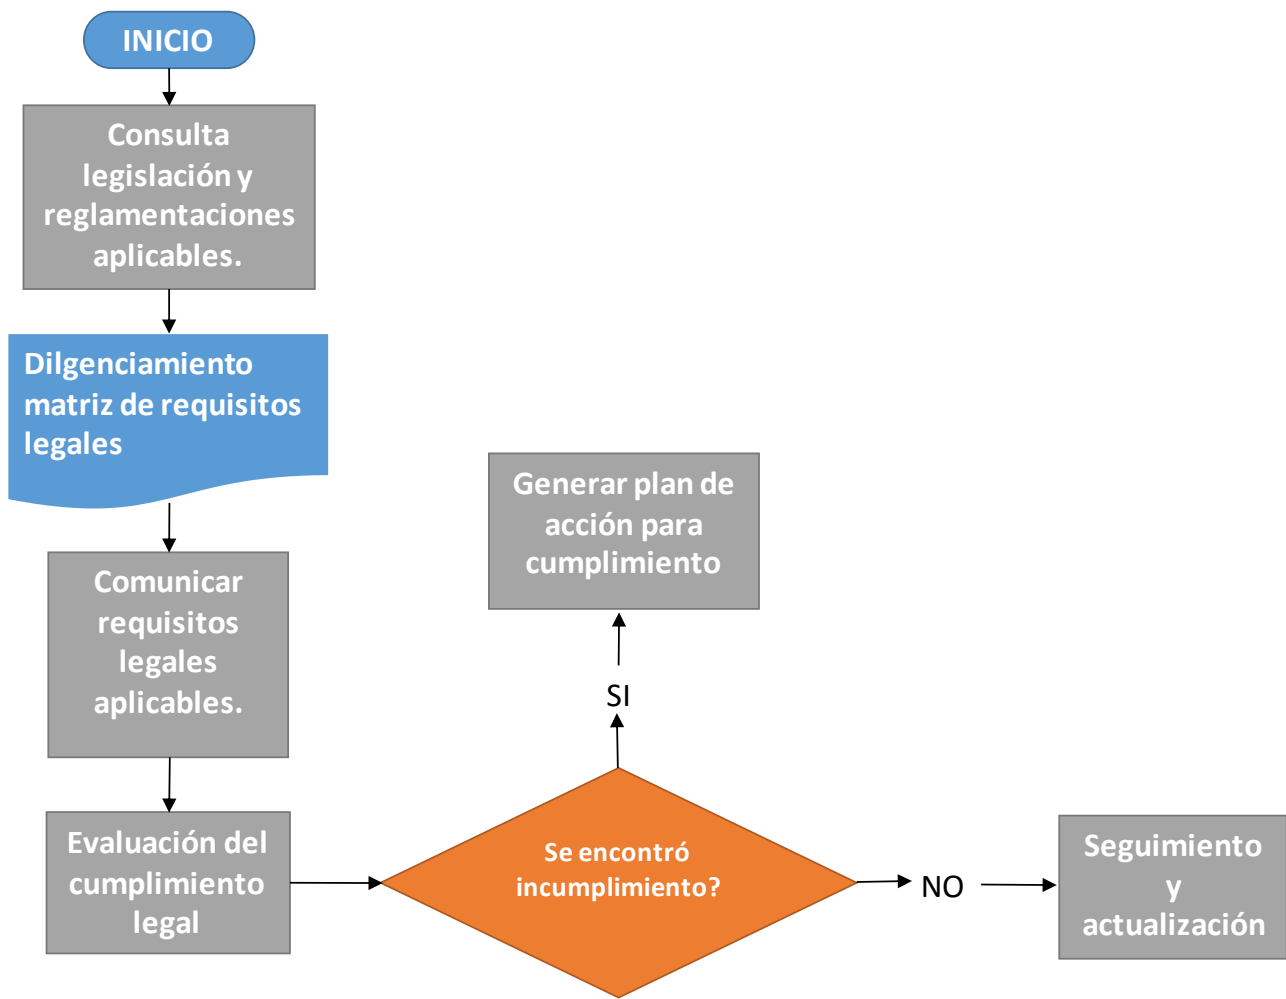 INICIO
Consulta
legislación y
reglamentaciones
aplicables.
Dilgenciamiento
matriz de requisitos
legales
Comunicar
requisitos
legales
aplicables.
Evaluación del
cumplimiento
legal
Se encontró
incumplimiento?
SI
Generar plan de
acción para
cumplimiento
NO
Seguimiento
y
actualización